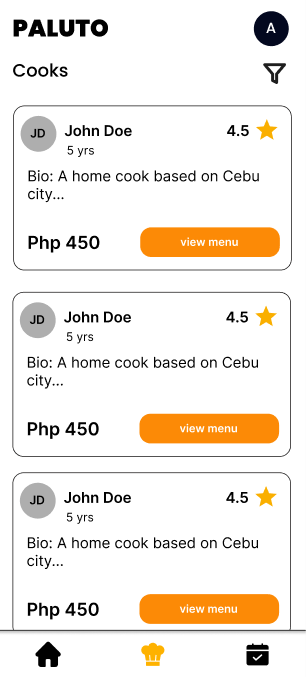 PALUTO
A
Cooks
JD
John Doe
4.5
5 yrs
Bio: A home cook based on Cebu
city...
Php 450
view menu
JD
John Doe
4.5
5 yrs
Bio: A home cook based on Cebu
city...
Php 450
view menu
JD
John Doe
4.5
5 yrs
Bio: A home cook based on Cebu
city...
Php 450
view menu